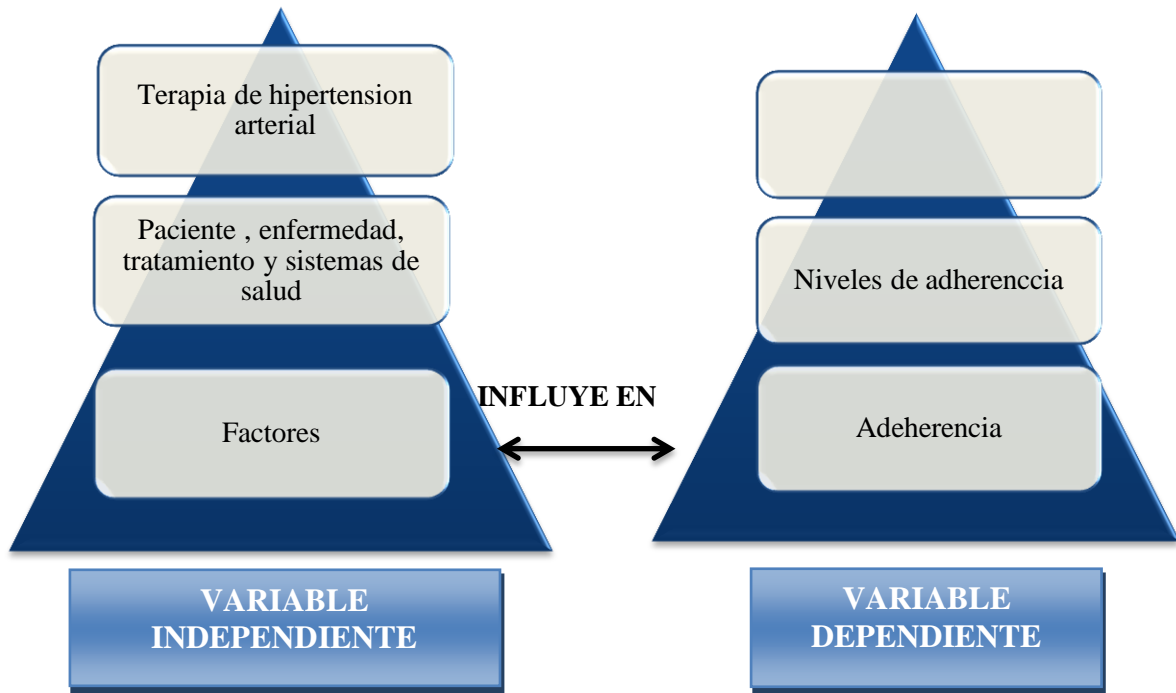 Terapia de hipertension
arterial
Paciente , enfermedad,
tratamiento y sistemas de
salud
Factores
VARIABLE
INDEPENDIENTE
INFLUYE EN
Niveles de adherenccia
Adeherencia
VARIABLE
DEPENDIENTE